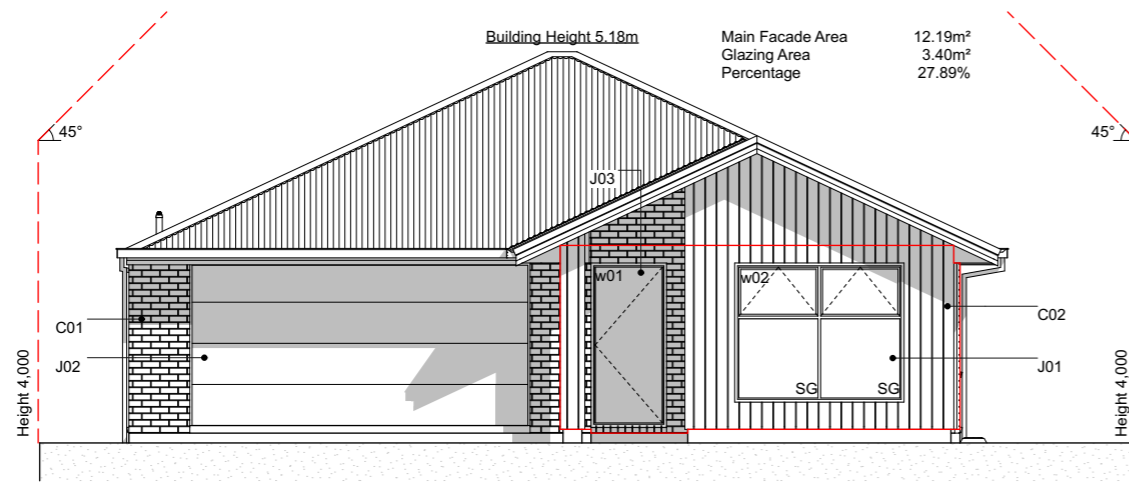 Building Height 5.18m
Main Facade Area 12.19m²
Glazing Area 3.40m²
Percentage 27.89%
45°
45°
J03
w01
w02
C01
C02
J02
J01
SG SG
Height 4,000
Height 4,000